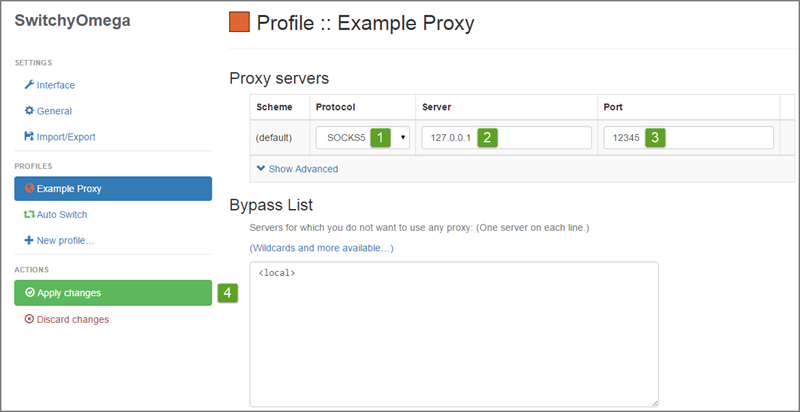 SwitchyOmega
SETTINGS
Interface
General
Import/Export
PROFILES
Example Proxy
Auto Switch
New profile…
ACTIONS
Apply changes 4
Discard changes
Profile :: Example Proxy
Proxy servers
Scheme Protocol Server Port
(default) SOCKS5 1 127.0.0.1 2 12345 3
Show Advanced
Bypass List
Servers for which you do not want to use any proxy: (One server on each line.)
(Wildcards and more available…)
<local>